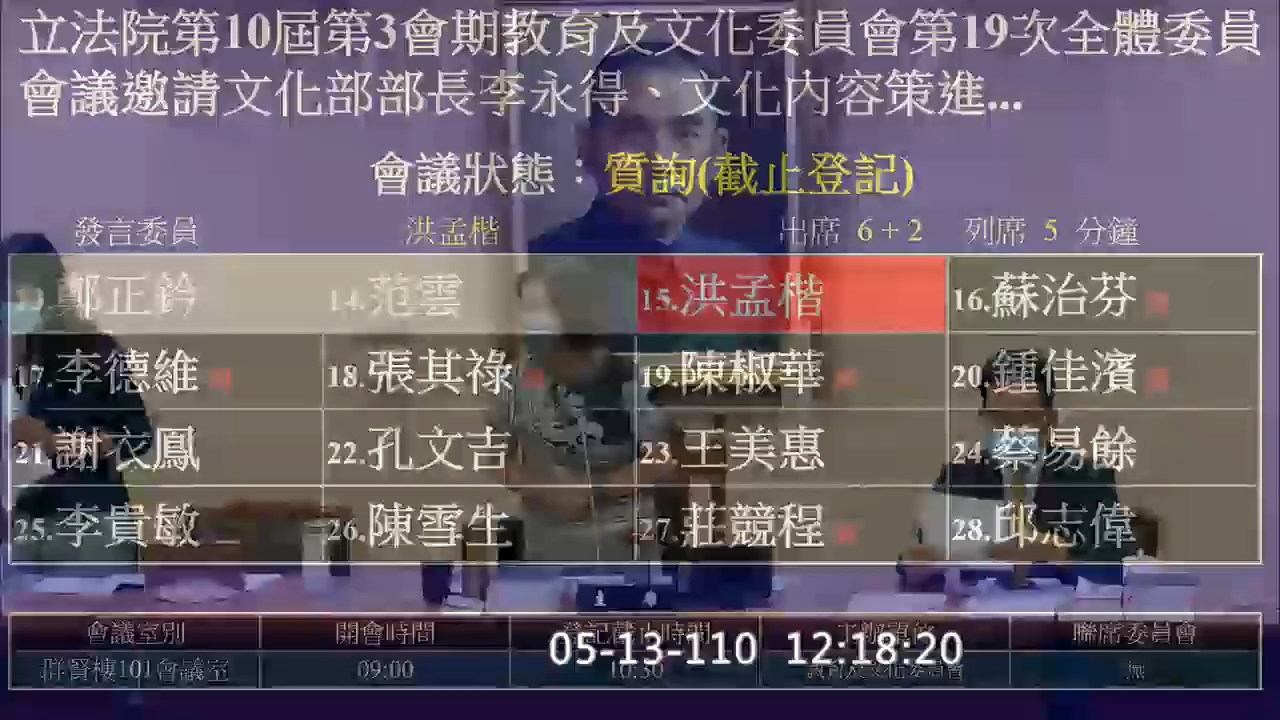 立法院第10屆第3會期教育及文化委員會第19次全體委員
會議邀請文化部部長李永得、文化內容策進...
會議狀態：質詢(截止登記)
發言委員 洪孟楷 出席 6 + 2 列席 5 分鐘
13.鄭正鈐 14.范雲 15.洪孟楷 16.蘇治芬
17.李德維 18.張其祿 19.陳椒華 20.鍾佳濱
21.謝衣鳳 22.孔文吉 23.王美惠 24.蔡易餘
25.李貴敏 26.陳雪生 27.莊競程 28.邱志偉
會議室別 開會時間 登記截止時間 聯席委員會
群賢樓101會議室 09:00 10:30 教育及文化委員會 無
05-13-110 12:18:20